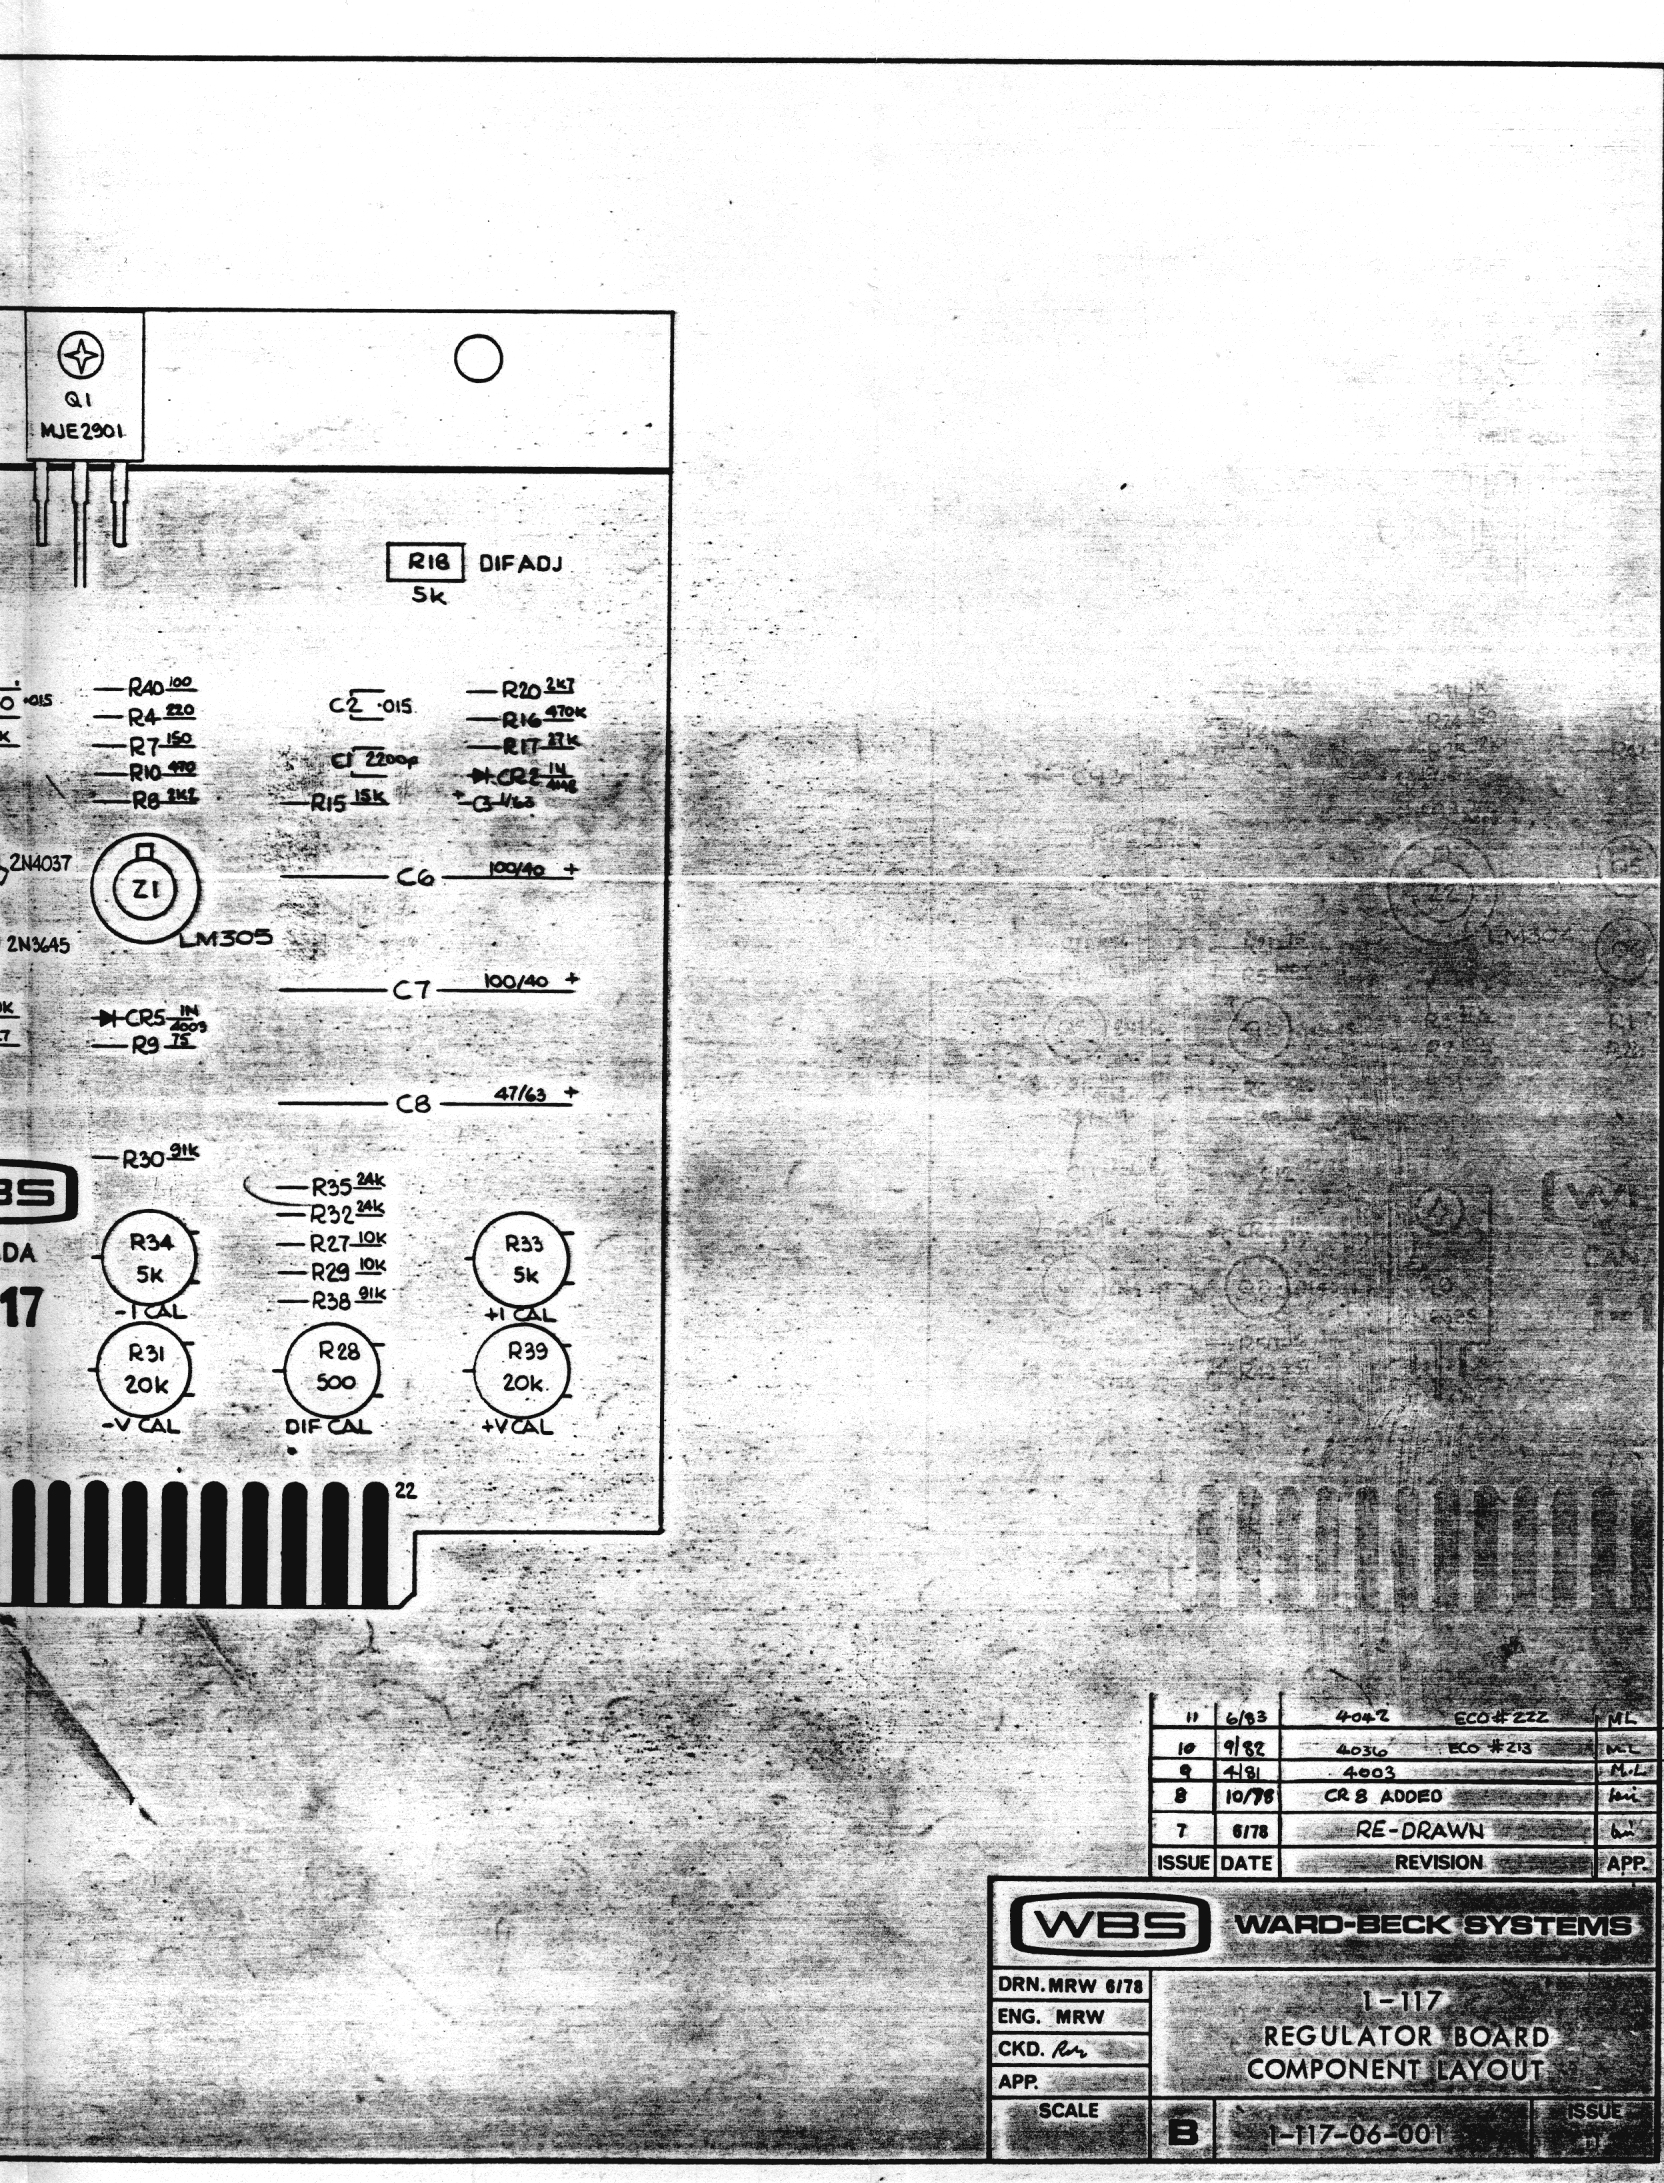 Q1
MJE2901
R18 DIF ADJ
5K
R40 100
R4 220
R7 150
R10 470
R8 2K2
.015
K
C2 .015
C1 2200p
R15 15K
R20 2K7
R16 470K
R17 27K
CR2 1N
+ C3 1/63
2N4037
Z1
LM305
2N3645
C6 100/40 +
C7 100/40 +
CR5 1N
4003
R9 75
C8 47/63 +
R30 91K
R35 24K
R32 24K
R27 10K
R29 10K
R38 91K
BS
DA
17
R34
5K
-I CAL
R33
5K
+I CAL
R31
20K
-V CAL
R28
500
DIF CAL
R39
20K
+V CAL
22
LM304
11 6/83 4042 ECO#222 ML
10 9/82 4036 ECO #213 ML
9 4/81 4003 M.L
8 10/78 CR 8 ADDED
7 6/78 RE-DRAWN
ISSUE DATE REVISION APP.
WBS WARD-BECK SYSTEMS
DRN. MRW 6/78
ENG. MRW
CKD.
APP.
1-117
REGULATOR BOARD
COMPONENT LAYOUT
SCALE
B 1-117-06-001 ISSUE
11